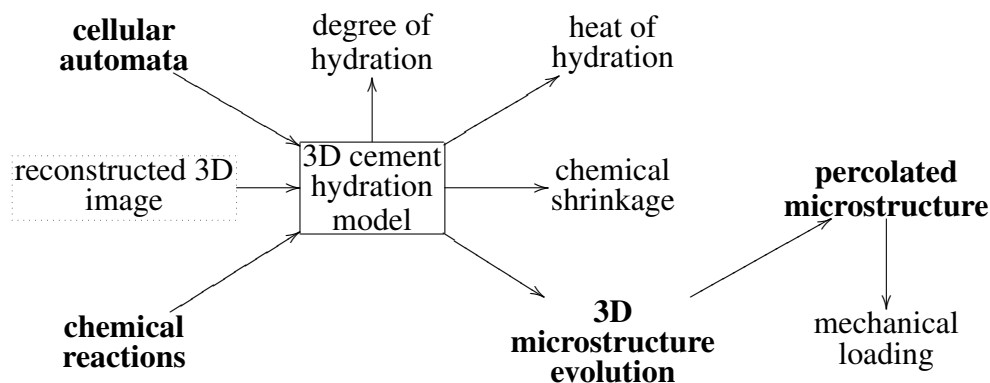 cellular
automata
degree of
hydration
heat of
hydration
reconstructed 3D
image
3D cement
hydration
model
chemical
shrinkage
percolated
microstructure
chemical
reactions
3D
microstructure
evolution
mechanical
loading